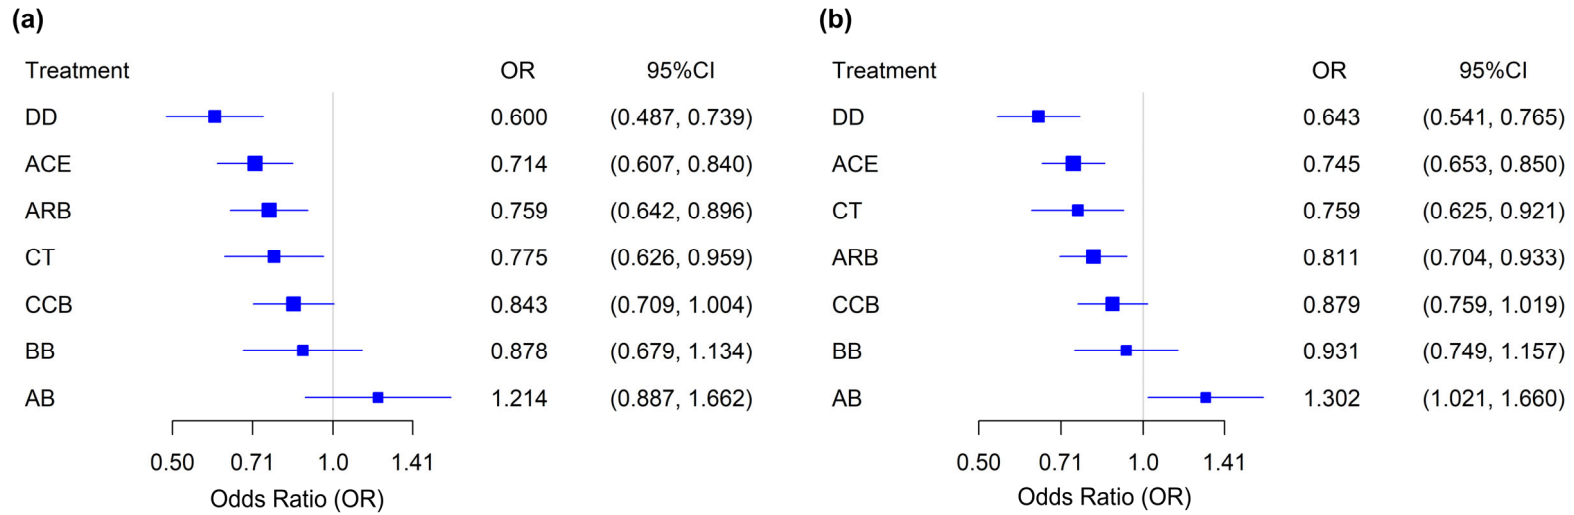 (a)
Treatment OR 95%CI
DD 0.600 (0.487, 0.739)
ACE 0.714 (0.607, 0.840)
ARB 0.759 (0.642, 0.896)
CT 0.775 (0.626, 0.959)
CCB 0.843 (0.709, 1.004)
BB 0.878 (0.679, 1.134)
AB 1.214 (0.887, 1.662)
0.50 0.71 1.0 1.41
Odds Ratio (OR)
(b)
Treatment OR 95%CI
DD 0.643 (0.541, 0.765)
ACE 0.745 (0.653, 0.850)
CT 0.759 (0.625, 0.921)
ARB 0.811 (0.704, 0.933)
CCB 0.879 (0.759, 1.019)
BB 0.931 (0.749, 1.157)
AB 1.302 (1.021, 1.660)
0.50 0.71 1.0 1.41
Odds Ratio (OR)